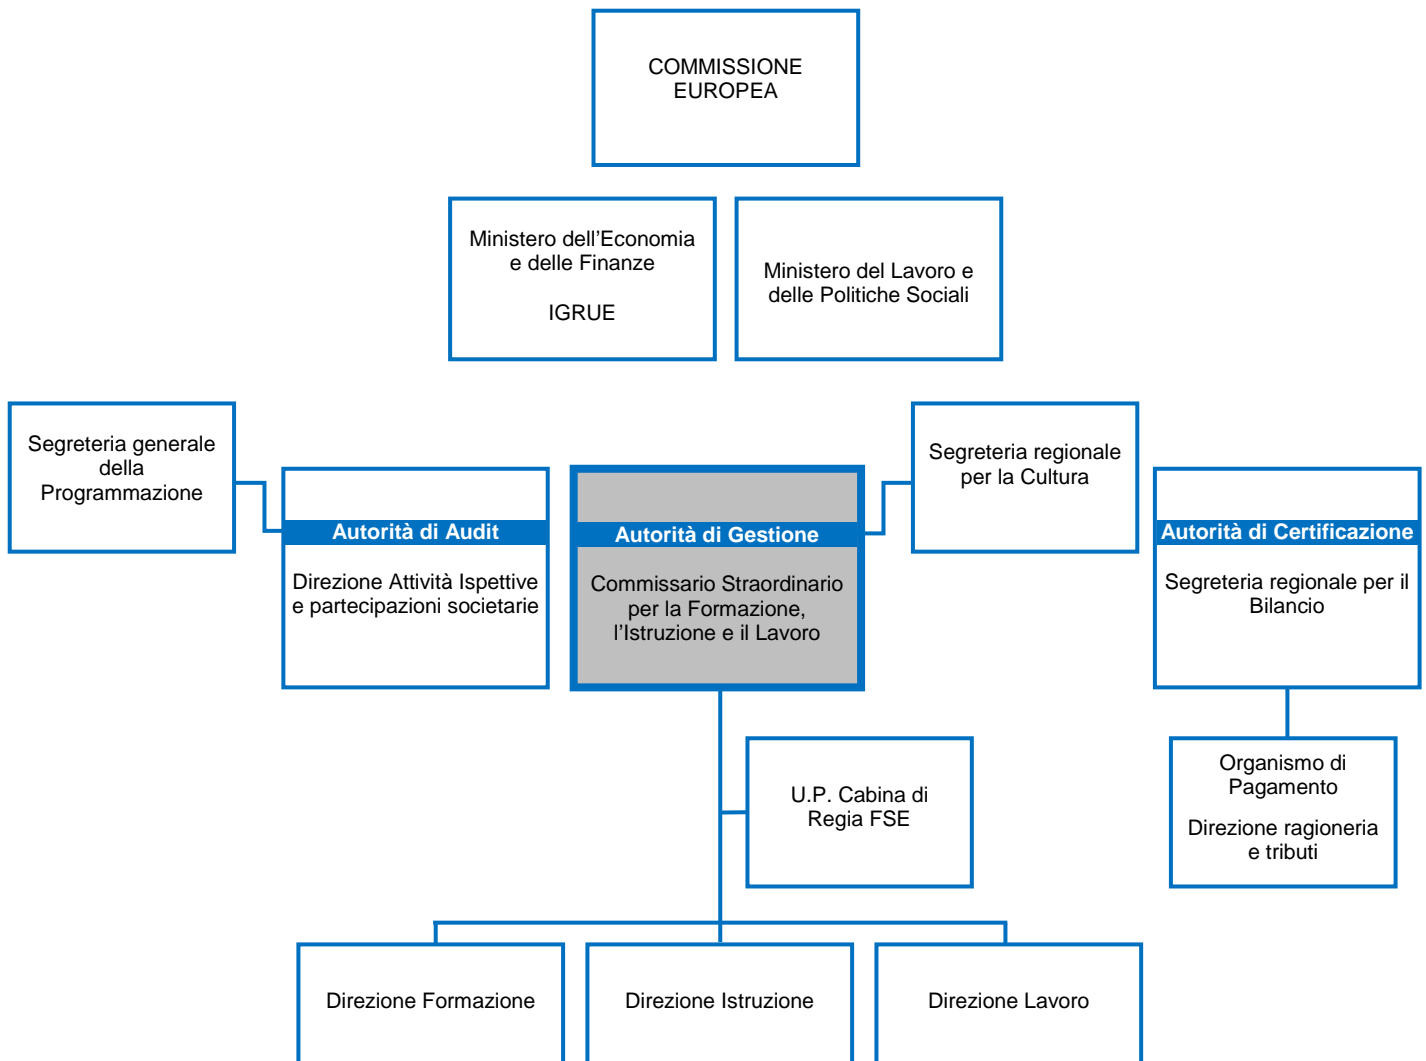 COMMISSIONE
EUROPEA
Ministero dell’Economia
e delle Finanze
IGRUE
Ministero del Lavoro e
delle Politiche Sociali
Segreteria generale
della
Programmazione
Autorità di Audit
Direzione Attività Ispettive
e partecipazioni societarie
Autorità di Gestione
Commissario Straordinario
per la Formazione,
l’Istruzione e il Lavoro
Segreteria regionale
per la Cultura
Autorità di Certificazione
Segreteria regionale per il
Bilancio
U.P. Cabina di
Regia FSE
Organismo di
Pagamento
Direzione ragioneria
e tributi
Direzione Formazione
Direzione Istruzione
Direzione Lavoro